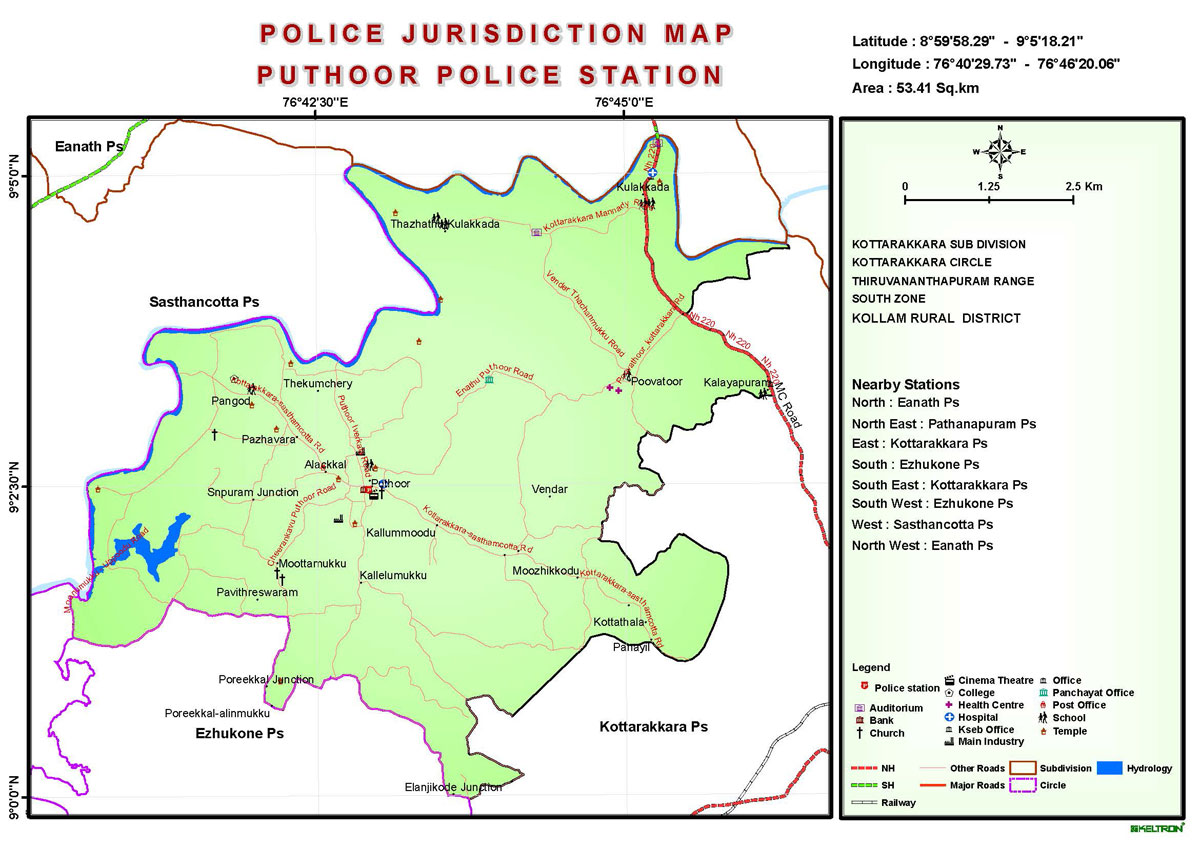 POLICE JURISDICTION MAP
PUTHOOR POLICE STATION
Latitude : 8°59'58.29" - 9°5'18.21"
Longitude : 76°40'29.73" - 76°46'20.06"
Area : 53.41 Sq.km
76°42'30"E
76°45'0"E
9°5'0"N
9°2'30"N
9°0'0"N
Eanath Ps
Nh 220
Kulakkada
Kottarakkara Mannady
Kulakkada
Sasthancotta Ps
Vender Thachanmukku Road
Nh 220
Nh 220
Enathu Puthoor Road
Poovatoor
Kalayapuram
MC Road
Thekumchery
Kottarakkara-sasthamcotta Rd
Pangod
Pazhavara
Alackkal
Puthoor
Snpuram Junction
Cheerankavu Puthoor Road
Vendar
Kallummoodu
Kottarakkara-sasthamcotta Rd
Moottamukku
Kallelumukku
Moozhikkodu
Kottarakkara-sasthamcotta Rd
Pavithreswaram
Kottathala
Panayil
Poreekkal Junction
Poreekkal-alinmukku
Ezhukone Ps
Kottarakkara Ps
Elanjikode Junction
N
W
E
S
0 1.25 2.5 Km
KOTTARAKKARA SUB DIVISION
KOTTARAKKARA CIRCLE
THIRUVANANTHAPURAM RANGE
SOUTH ZONE
KOLLAM RURAL DISTRICT
Nearby Stations
North : Eanath Ps
North East : Pathanapuram Ps
East : Kottarakkara Ps
South : Ezhukone Ps
South East : Kottarakkara Ps
South West : Ezhukone Ps
West : Sasthancotta Ps
North West : Eanath Ps
Legend
Police station
Auditorium
Bank
Church
Cinema Theatre
College
Health Centre
Hospital
Kseb Office
Main Industry
Office
Panchayat Office
Post Office
School
Temple
NH
SH
Railway
Other Roads
Major Roads
Subdivision
Circle
Hydrology
KELTRON